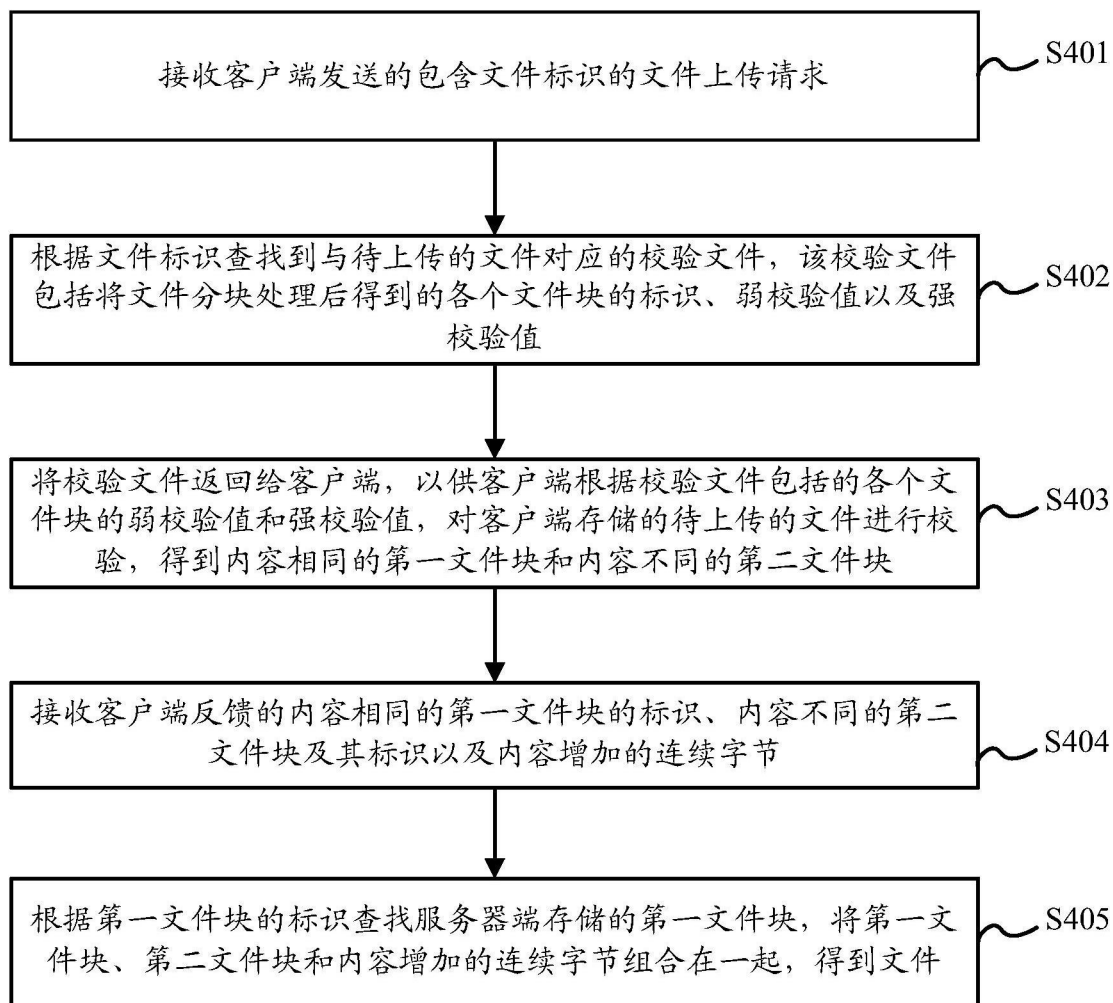 接收客户端发送的包含文件标识的文件上传请求
S401
根据文件标识查找到与待上传的文件对应的校验文件，该校验文件
包括将文件分块处理后得到的各个文件块的标识、弱校验值以及强
校验值
S402
将校验文件返回给客户端，以供客户端根据校验文件包括的各个文
件块的弱校验值和强校验值，对客户端存储的待上传的文件进行校
验，得到内容相同的第一文件块和内容不同的第二文件块
S403
接收客户端反馈的内容相同的第一文件块的标识、内容不同的第二
文件块及其标识以及内容增加的连续字节
S404
根据第一文件块的标识查找服务器端存储的第一文件块，将第一文
件块、第二文件块和内容增加的连续字节组合在一起，得到文件
S405